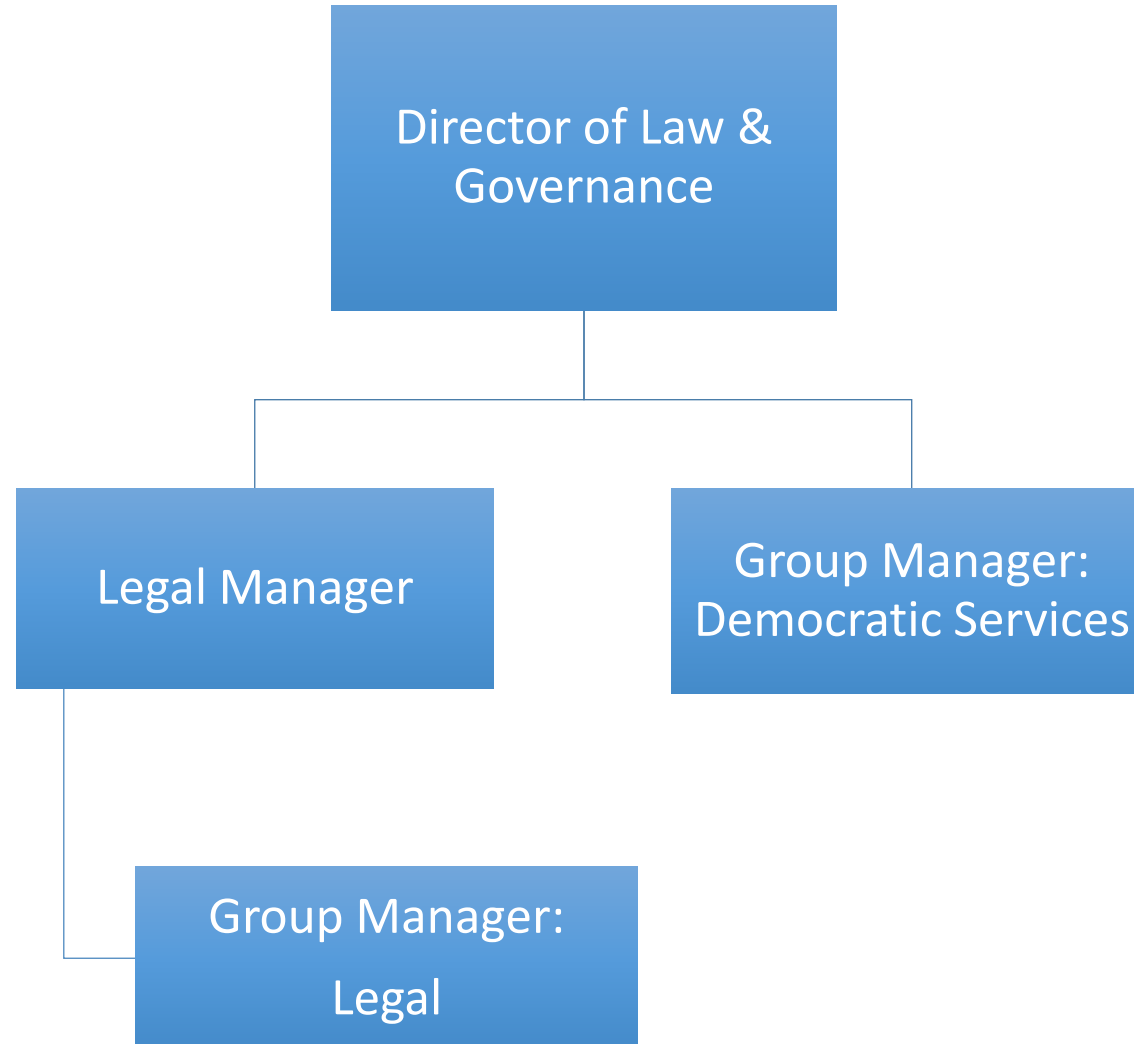 Director of Law &
Governance
Legal Manager
Group Manager:
Democratic Services
Group Manager:
Legal